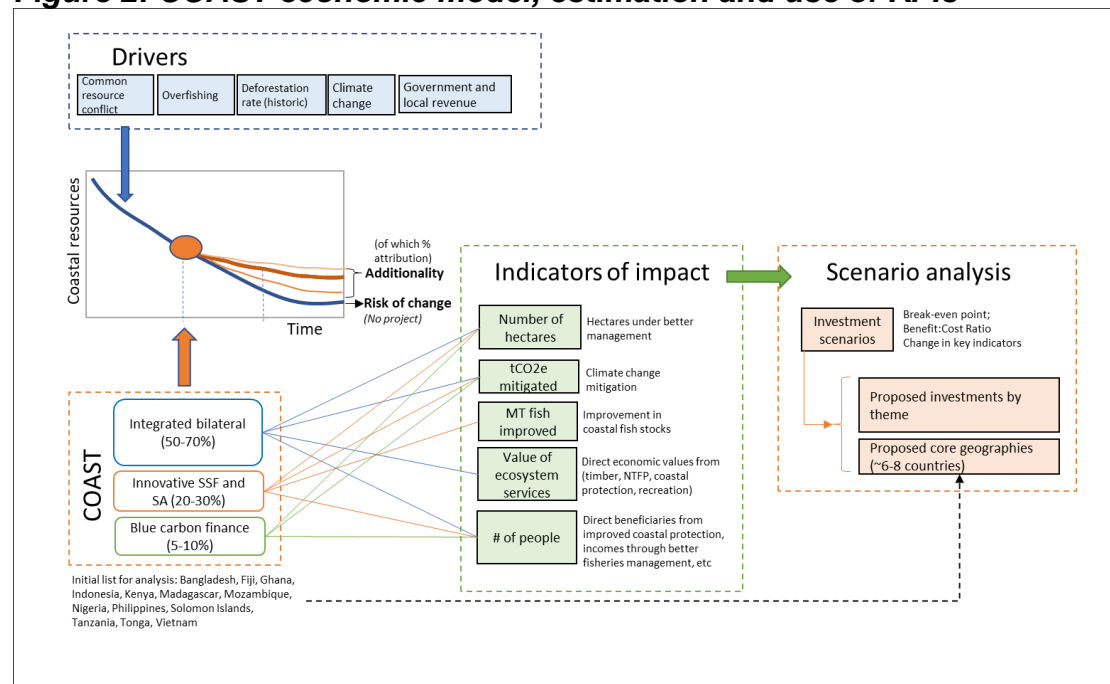 Figure 2: COAST economic model, estimation and use of KPIs
Drivers
Common
resource
conflict
Overfishing
Deforestation
rate (historic)
Climate
change
Government and
local revenue
Coastal resources
Time
(of which %
attribution)
Additionality
Risk of change
(No project)
COAST
Integrated bilateral
(50-70%)
Innovative SSF and
SA (20-30%)
Blue carbon finance
(5-10%)
Initial list for analysis: Bangladesh, Fiji, Ghana,
Indonesia, Kenya, Madagascar, Mozambique,
Nigeria, Philippines, Solomon Islands,
Tanzania, Tonga, Vietnam
Indicators of impact
Number of
hectares
Hectares under better
management
tCO2e
mitigated
Climate change
mitigation
MT fish
improved
Improvement in
coastal fish stocks
Value of
ecosystem
services
Direct economic values from
(timber, NTFP, coastal
protection, recreation)
# of people
Direct beneficiaries from
improved coastal protection,
incomes through better
fisheries management, etc
Scenario analysis
Investment
scenarios
Break-even point;
Benefit:Cost Ratio
Change in key indicators
Proposed investments by
theme
Proposed core geographies
(~6-8 countries)